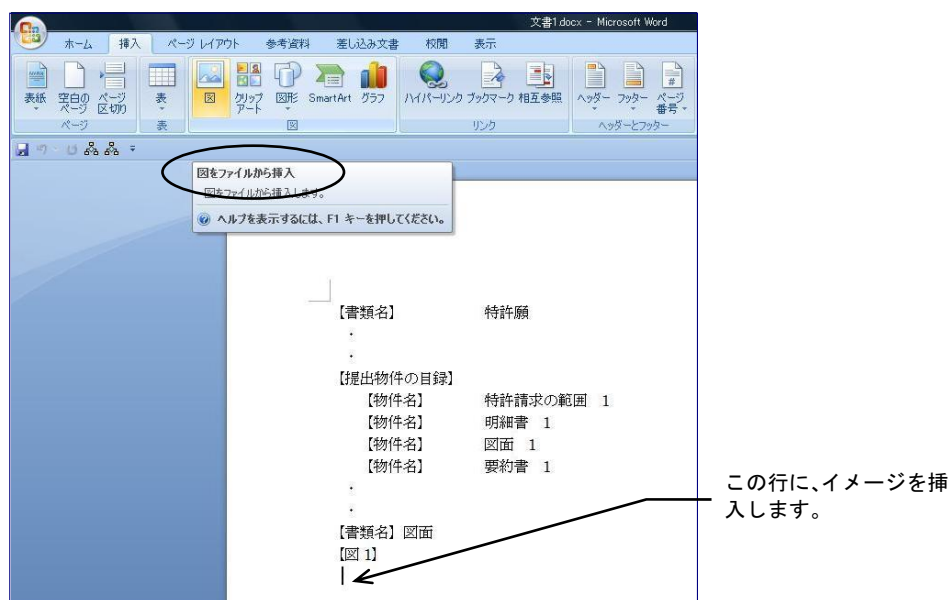 文書1.docx - Microsoft Word
ホーム 挿入 ページ レイアウト 参考資料 差し込み文書 校閲 表示
表紙 空白の ページ ページ 区切り 表 図 クリップ アート 図形 SmartArt グラフ ハイパーリンク ブックマーク 相互参照 ヘッダー フッター ページ 番号
ページ 表 図 リンク ヘッダーとフッター
図をファイルから挿入
図をファイルから挿入します。
ヘルプを表示するには、F1 キーを押してください。
【書類名】 特許願
・
・
【提出物件の目録】
【物件名】 特許請求の範囲 1
【物件名】 明細書 1
【物件名】 図面 1
【物件名】 要約書 1
・
・
【書類名】図面
【図 1】
この行に、イメージを挿
入します。